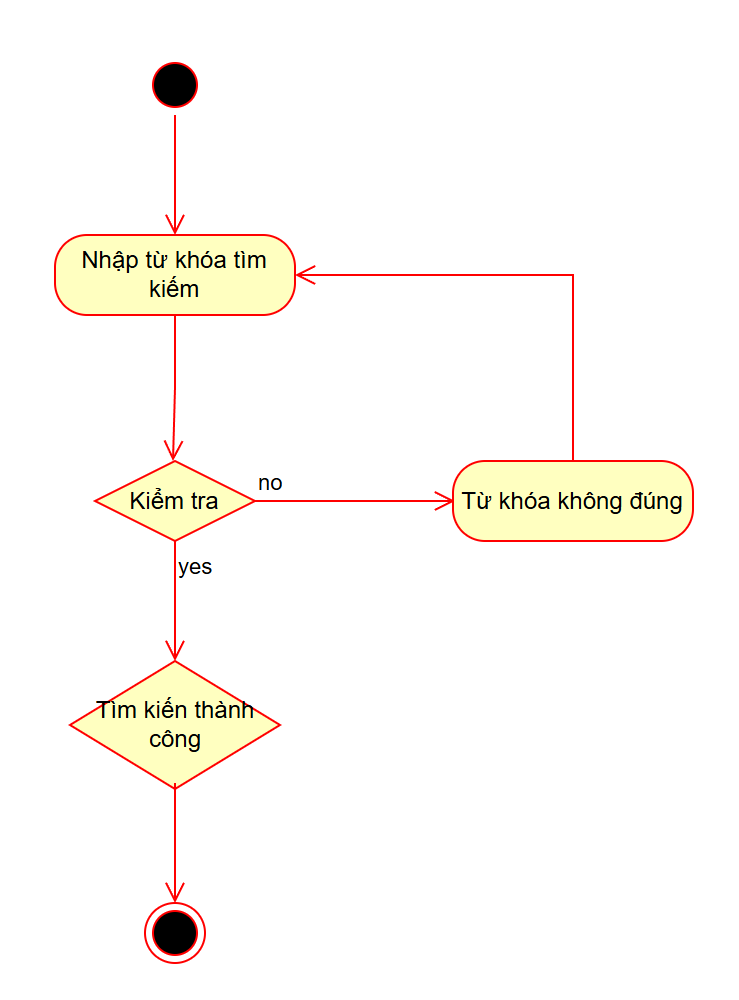 Nhập từ khóa tìm
kiếm
Kiểm tra
no
Từ khóa không đúng
yes
Tìm kiến thành
công